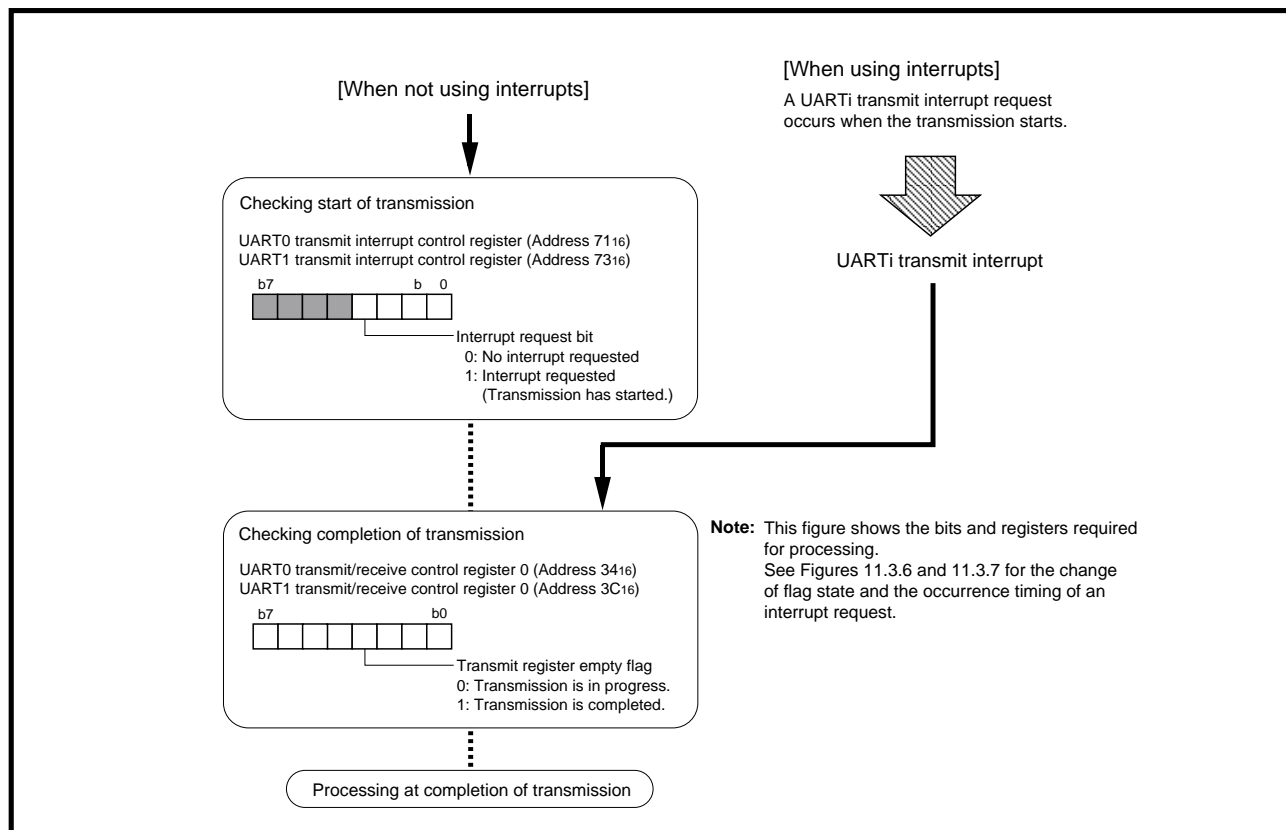 [When not using interrupts]
Checking start of transmission
UART0 transmit interrupt control register (Address 7116)
UART1 transmit interrupt control register (Address 7316)
b7 b 0
Interrupt request bit
0: No interrupt requested
1: Interrupt requested
(Transmission has started.)
[When using interrupts]
A UARTi transmit interrupt request
occurs when the transmission starts.
UARTi transmit interrupt
Checking completion of transmission
UART0 transmit/receive control register 0 (Address 3416)
UART1 transmit/receive control register 0 (Address 3C16)
b7 b0
Transmit register empty flag
0: Transmission is in progress.
1: Transmission is completed.
Note: This figure shows the bits and registers required
for processing.
See Figures 11.3.6 and 11.3.7 for the change
of flag state and the occurrence timing of an
interrupt request.
Processing at completion of transmission